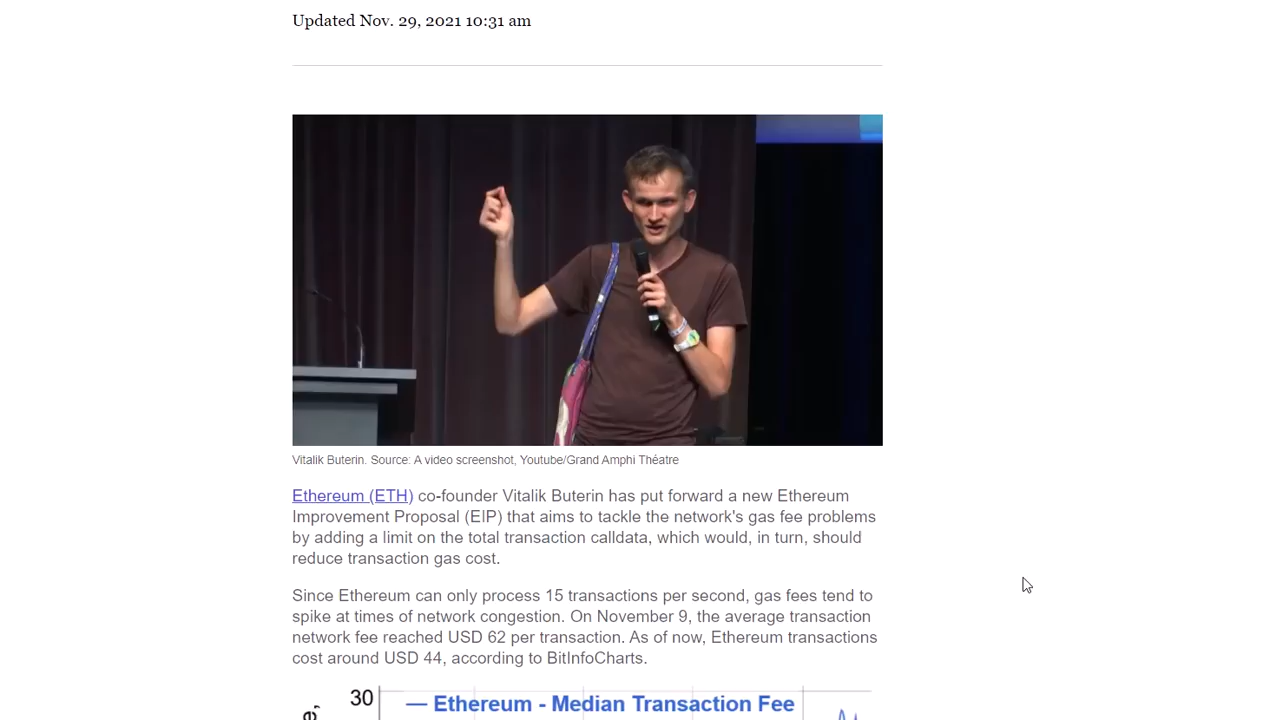 Updated Nov. 29, 2021 10:31 am
Vitalik Buterin. Source: A video screenshot, Youtube/Grand Amphi Théatre
Ethereum (ETH) co-founder Vitalik Buterin has put forward a new Ethereum
Improvement Proposal (EIP) that aims to tackle the network's gas fee problems
by adding a limit on the total transaction calldata, which would, in turn, should
reduce transaction gas cost.
Since Ethereum can only process 15 transactions per second, gas fees tend to
spike at times of network congestion. On November 9, the average transaction
network fee reached USD 62 per transaction. As of now, Ethereum transactions
cost around USD 44, according to BitInfoCharts.
30
— Ethereum - Median Transaction Fee